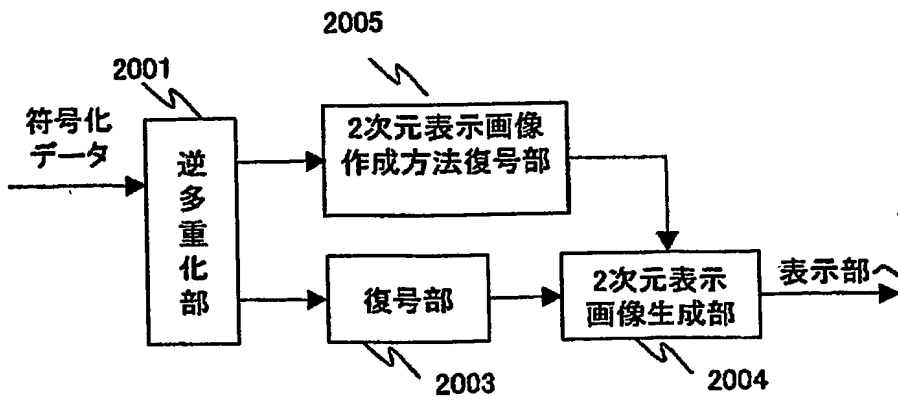 2005
2001
符号化
データ
逆多重化部
2次元表示画像
作成方法復号部
復号部
2003
2次元表示
画像生成部
2004
表示部へ